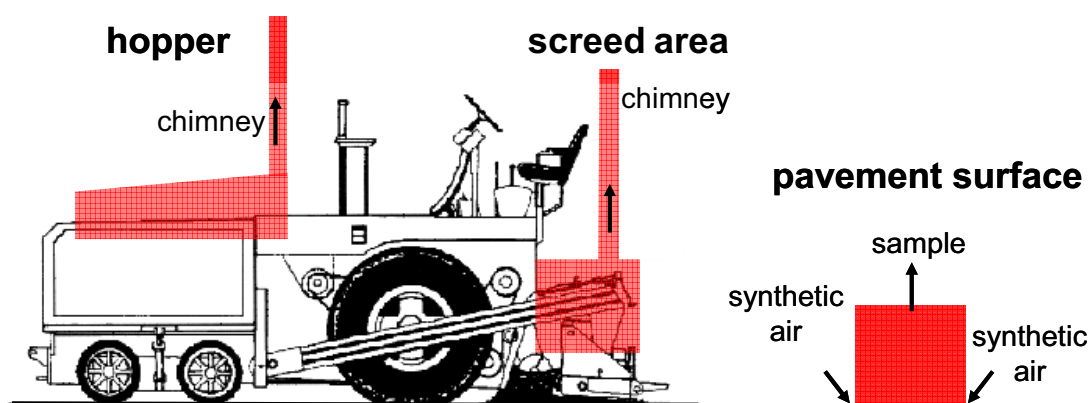 hopper
chimney
screed area
chimney
pavement surface
sample
synthetic
air
synthetic
air